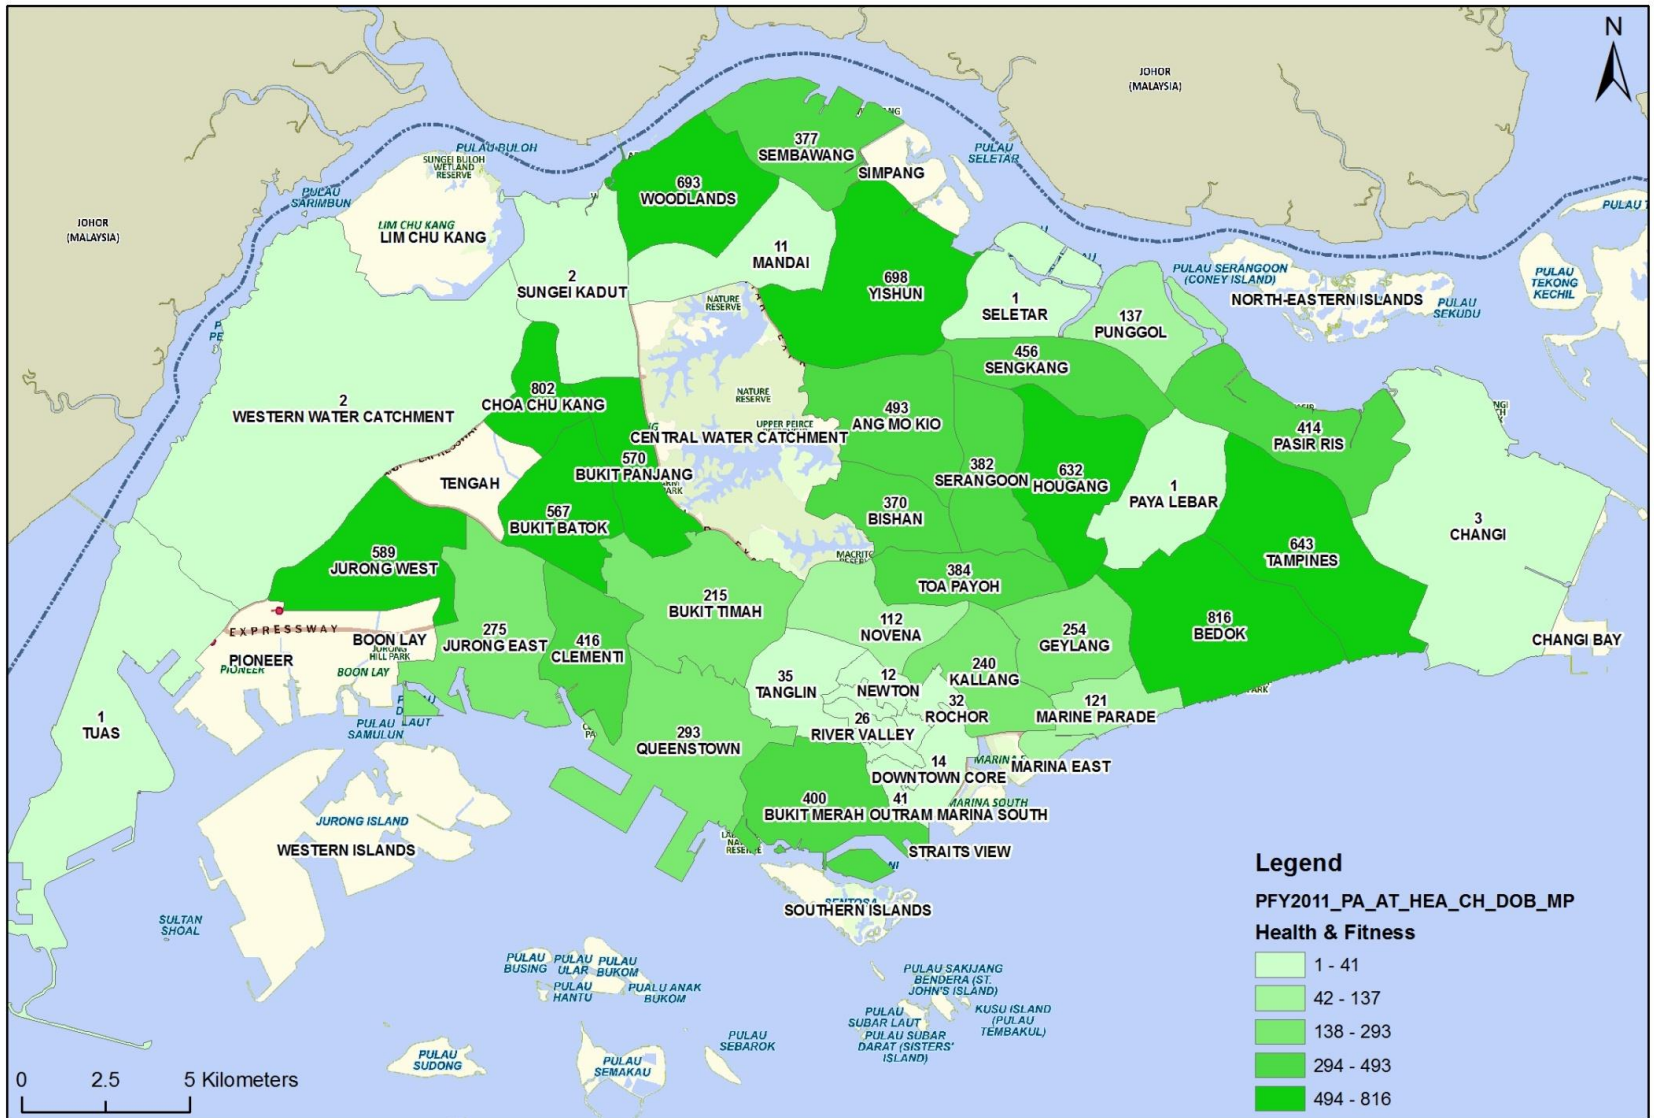 N
JOHOR
(MALAYSIA)
JOHOR
(MALAYSIA)
377
SEMBAWANG
SIMPANG
PULAU
SELETAR
PULAU BULOH
SUNGEI BULOH
WETLAND
RESERVE
PULAU
SARIMBUN
LIM CHU KANG
LIM CHU KANG
693
WOODLANDS
11
MANDAI
2
SUNGEI KADUT
698
YISHUN
1
SELETAR
137
PUNGGOL
PULAU SERANGOON
(CONEY ISLAND)
NORTH-EASTERN ISLANDS
PULAU
SEKUDU
PULAU
TEKONG
KECHIL
NATURE
RESERVE
456
SENGKANG
802
CHOA CHU KANG
2
WESTERN WATER CATCHMENT
NATURE
RESERVE
UPPER PEIRCE
CENTRAL WATER CATCHMENT
493
ANG MO KIO
414
PASIR RIS
382
SERANGOON
632
HOUGANG
570
BUKIT PANJANG
PARK
TENGAH
1
PAYA LEBAR
370
BISHAN
567
BUKIT BATOK
3
CHANGI
643
TAMPINES
589
JURONG WEST
384
TOA PAYOH
215
BUKIT TIMAH
112
NOVENA
816
BEDOK
254
GEYLANG
EXPRESSWAY
BOON LAY
JURONG
HILL PARK
BOON LAY
PIONEER
PIONEER
275
JURONG EAST
416
CLEMENTI
CHANGI BAY
35
TANGLIN
12
NEWTON
240
KALLANG
32
ROCHOR
121
MARINE PARADE
PARK
26
RIVER VALLEY
1
TUAS
PULAU
SAMULUN
293
QUEENSTOWN
14
DOWNTOWN CORE
MARINA EAST
400
BUKIT MERAH
41
OUTRAM
MARINA SOUTH
MARINA SOUTH
JURONG ISLAND
WESTERN ISLANDS
STRAITS VIEW
SENTOSA
SOUTHERN ISLANDS
SULTAN
SHOAL
PULAU
BUSING
PULAU
ULAR
PULAU
BUKOM
PULAU
HANTU
PUALU ANAK
BUKOM
PULAU SAKIJANG
BENDERA (ST.
JOHN'S ISLAND)
PULAU
SUBAR LAUT
KUSU ISLAND
(PULAU
TEMBAKUL)
PULAU SUBAR
DARAT (SISTERS'
ISLAND)
PULAU
SEBAROK
PULAU
SUDONG
PULAU
SEMAKAU
0 2.5 5 Kilometers
Legend
PFY2011_PA_AT_HEA_CH_DOB_MP
Health & Fitness
1 - 41
42 - 137
138 - 293
294 - 493
494 - 816